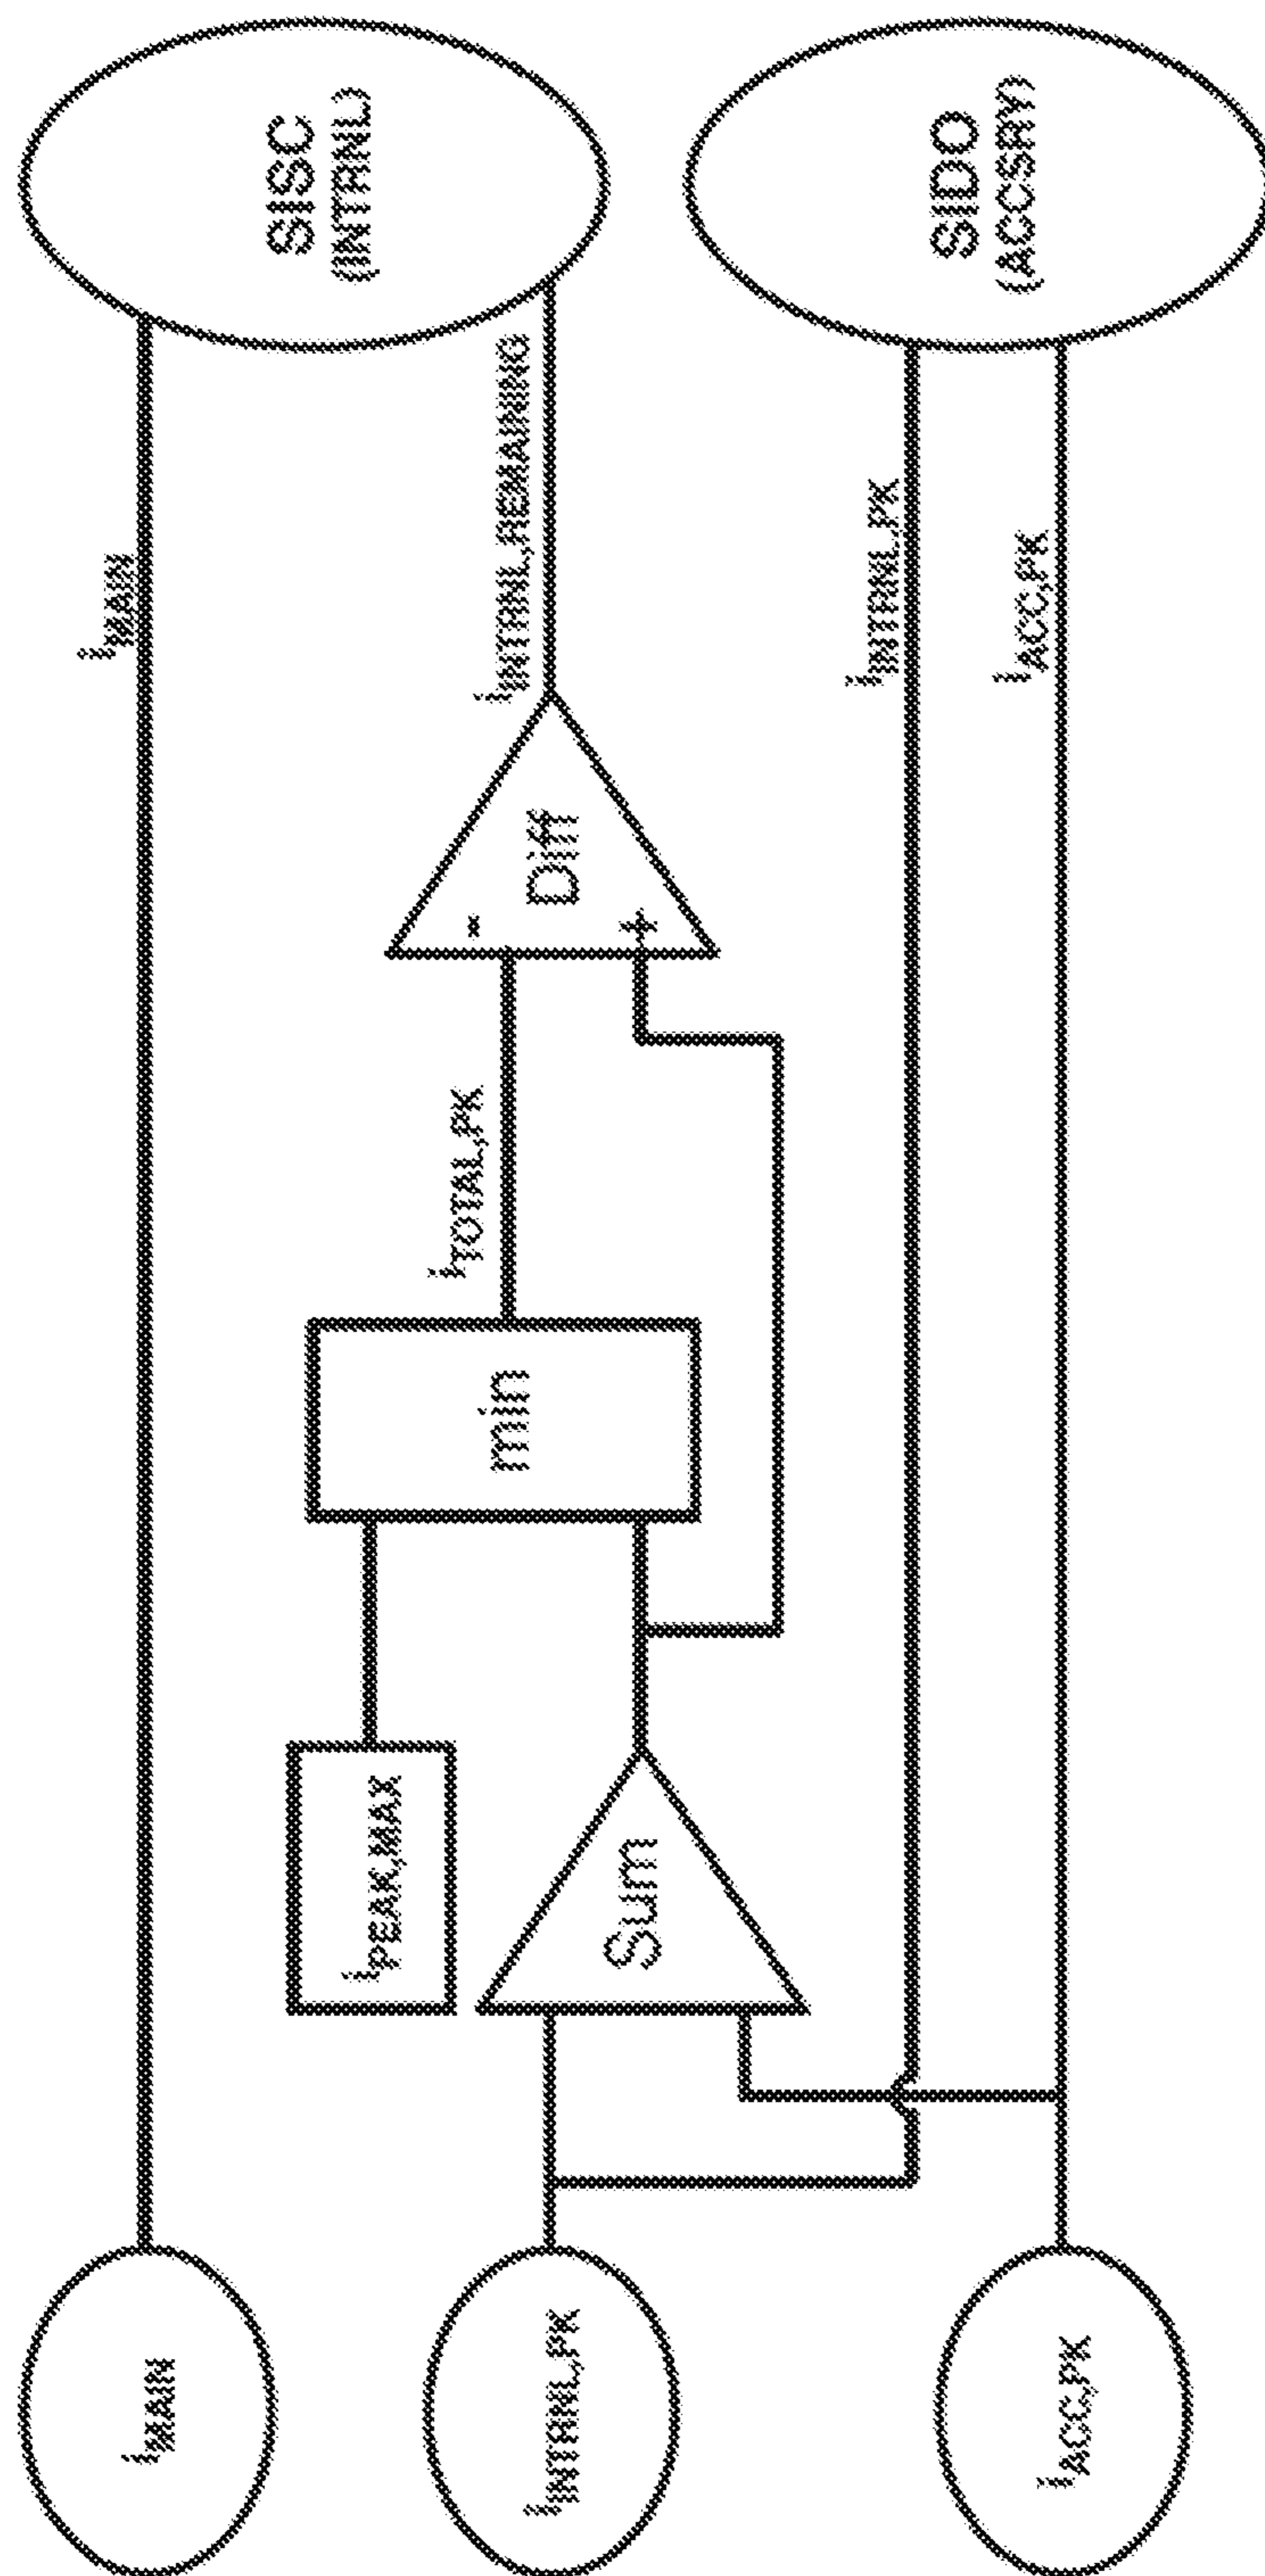 iMAIN
iMAIN
SISC
(INTRNL)
iPEAK,MAX
min
iTOTAL,PK
-
Diff
+
iINTRNL,REMAINING
iINTRNL,PK
Sum
iINTRNL,PK
SIDO
(ACCSRY)
iACC,PK
iACC,PK